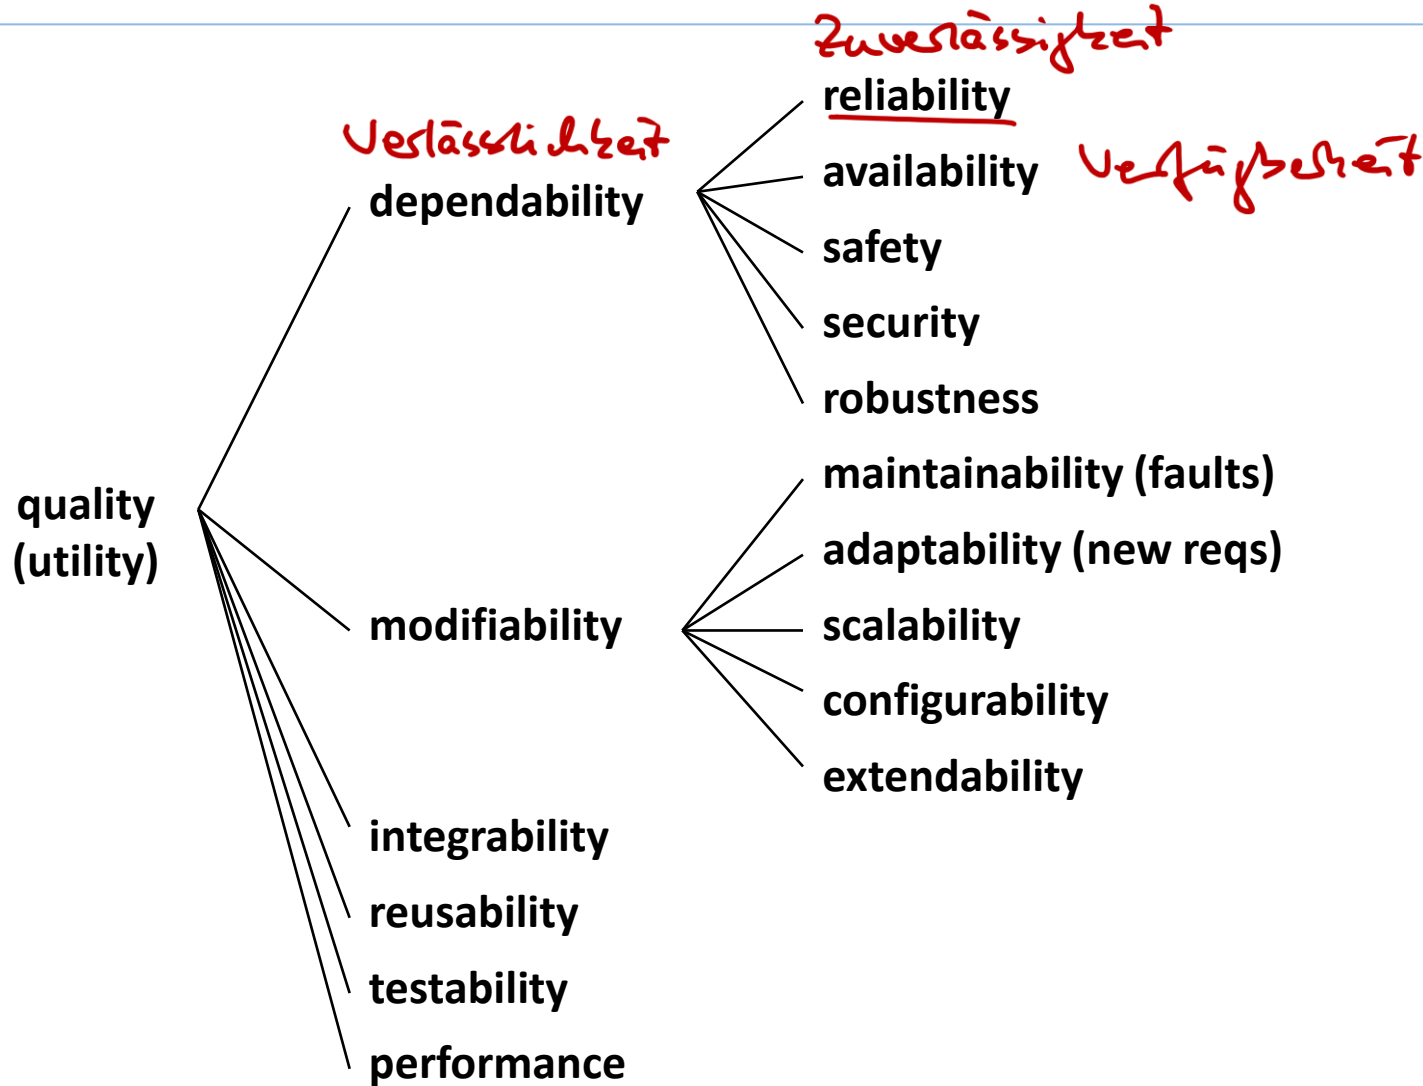 Zuverlässigkeit
reliability
Verlässlichkeit
availability Verfügbarkeit
dependability
safety
security
robustness
maintainability (faults)
quality
(utility)
adaptability (new reqs)
modifiability
scalability
configurability
extendability
integrability
reusability
testability
performance